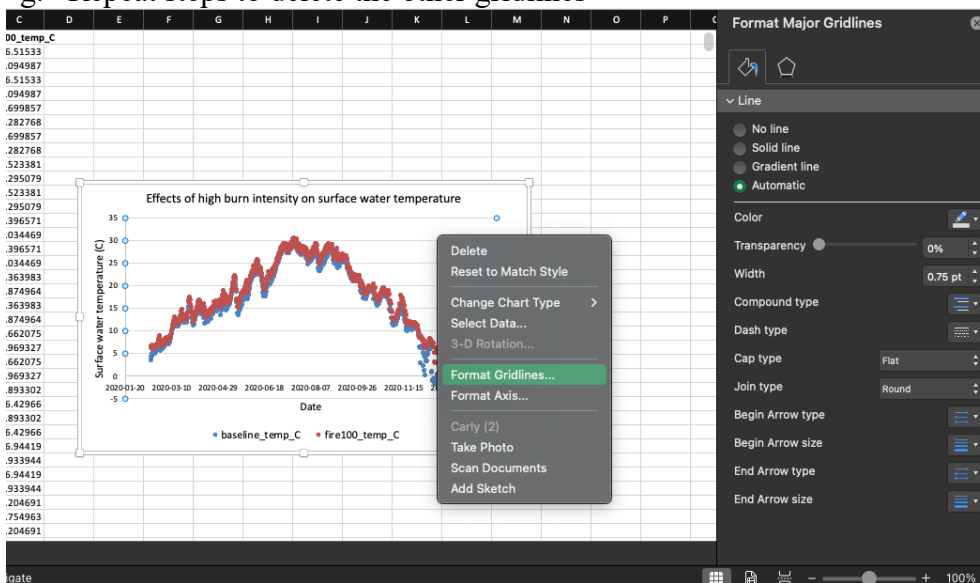 g. Repeat steps to delete the other gridlines
C D E F G H I J K L M N O P
00_temp_C
6.51533
.094987
6.51533
.094987
.699857
.282768
.699857
.282768
.523381
.295079
.523381
.295079
.396571
.034469
.396571
.034469
.363983
.874964
.363983
.874964
.662075
.969327
.662075
.969327
.893302
6.42966
.893302
6.42966
6.94419
.933944
6.94419
.933944
.204691
.754963
.204691
Effects of high burn intensity on surface water temperature
Surface water temperature (C)
35
30
25
20
15
10
5
0
-5
2020-01-20 2020-03-10 2020-04-29 2020-06-18 2020-08-07 2020-09-26 2020-11-15
Date
baseline_temp_C fire100_temp_C
Delete
Reset to Match Style
Change Chart Type
Select Data...
3-D Rotation...
Format Gridlines...
Format Axis...
Carly (2)
Take Photo
Scan Documents
Add Sketch
Format Major Gridlines
Line
No line
Solid line
Gradient line
Automatic
Color
Transparency 0%
Width 0.75 pt
Compound type
Dash type
Cap type Flat
Join type Round
Begin Arrow type
Begin Arrow size
End Arrow type
End Arrow size
igate
100%